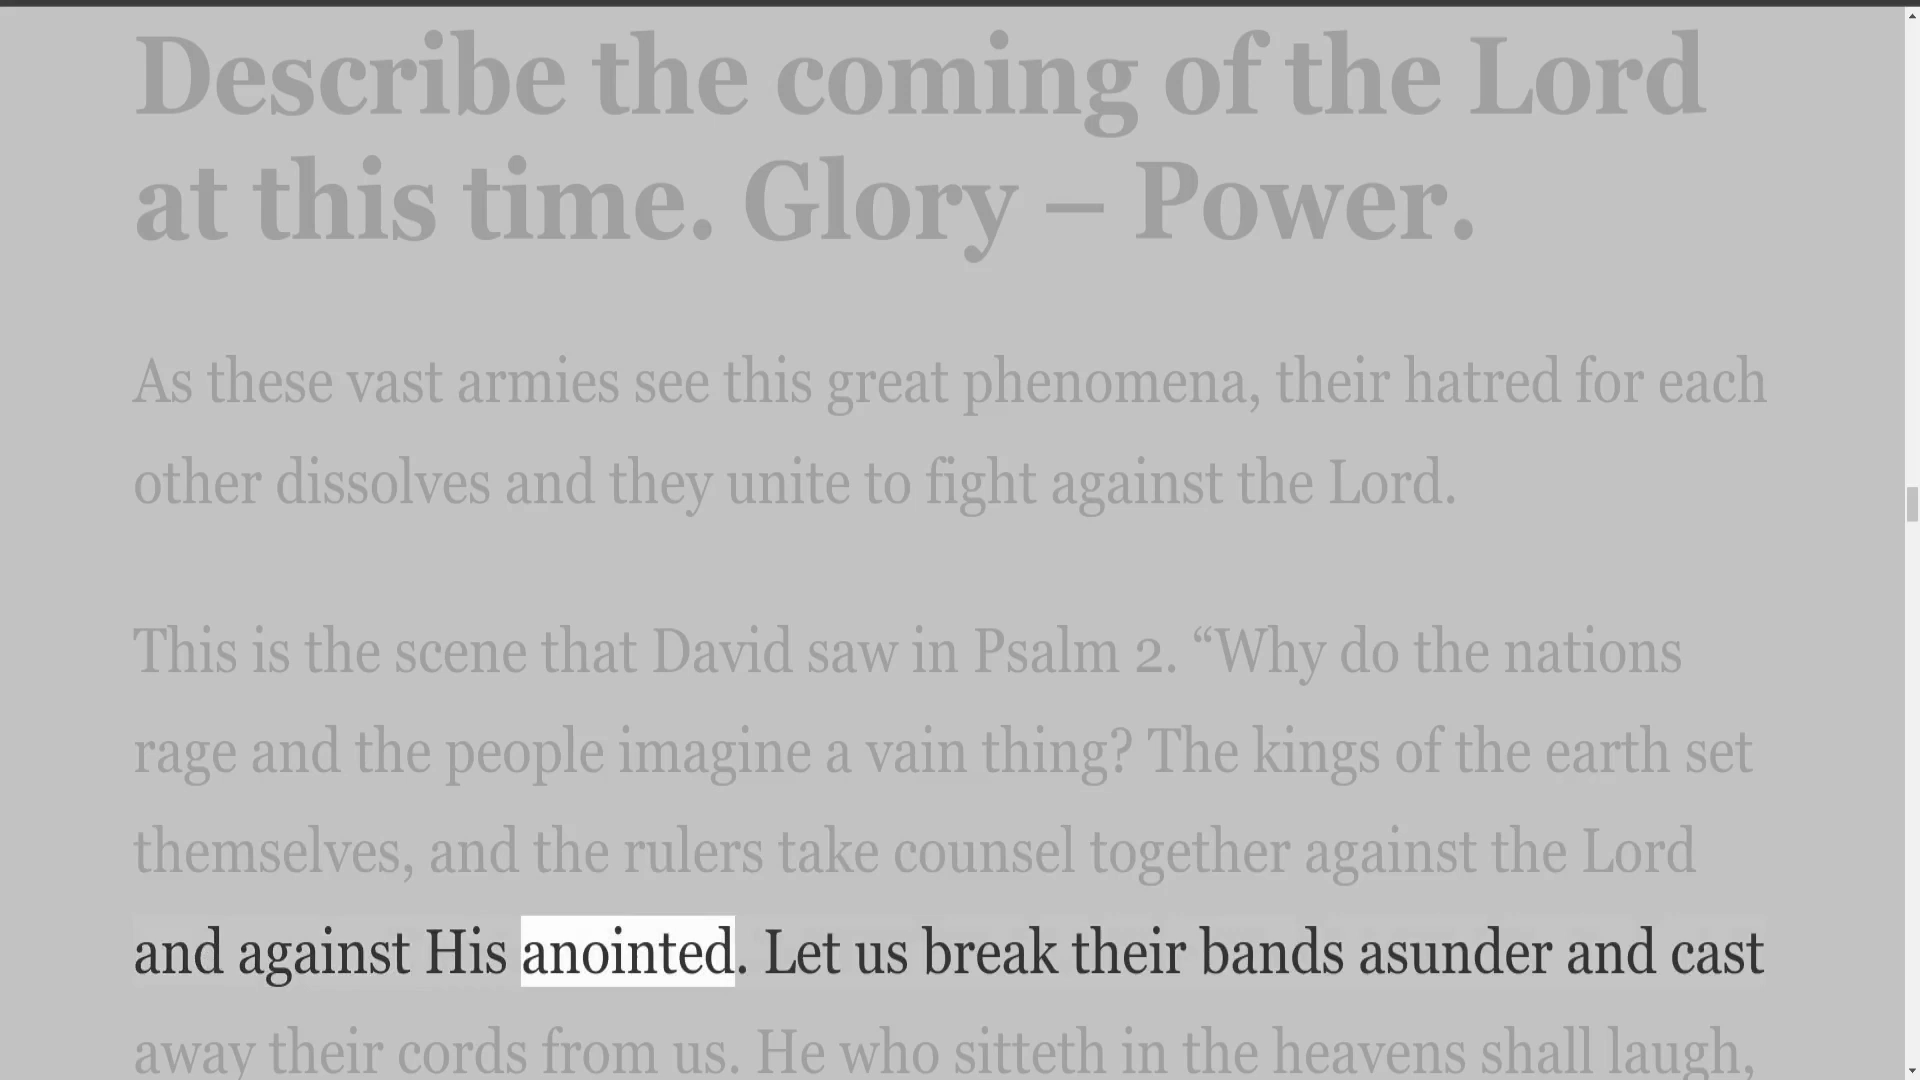 Describe the coming of the Lord
at this time. Glory – Power.
As these vast armies see this great phenomena, their hatred for each
other dissolves and they unite to fight against the Lord.
This is the scene that David saw in Psalm 2. “Why do the nations
rage and the people imagine a vain thing? The kings of the earth set
themselves, and the rulers take counsel together against the Lord
and against His anointed. Let us break their bands asunder and cast
away their cords from us. He who sitteth in the heavens shall laugh,